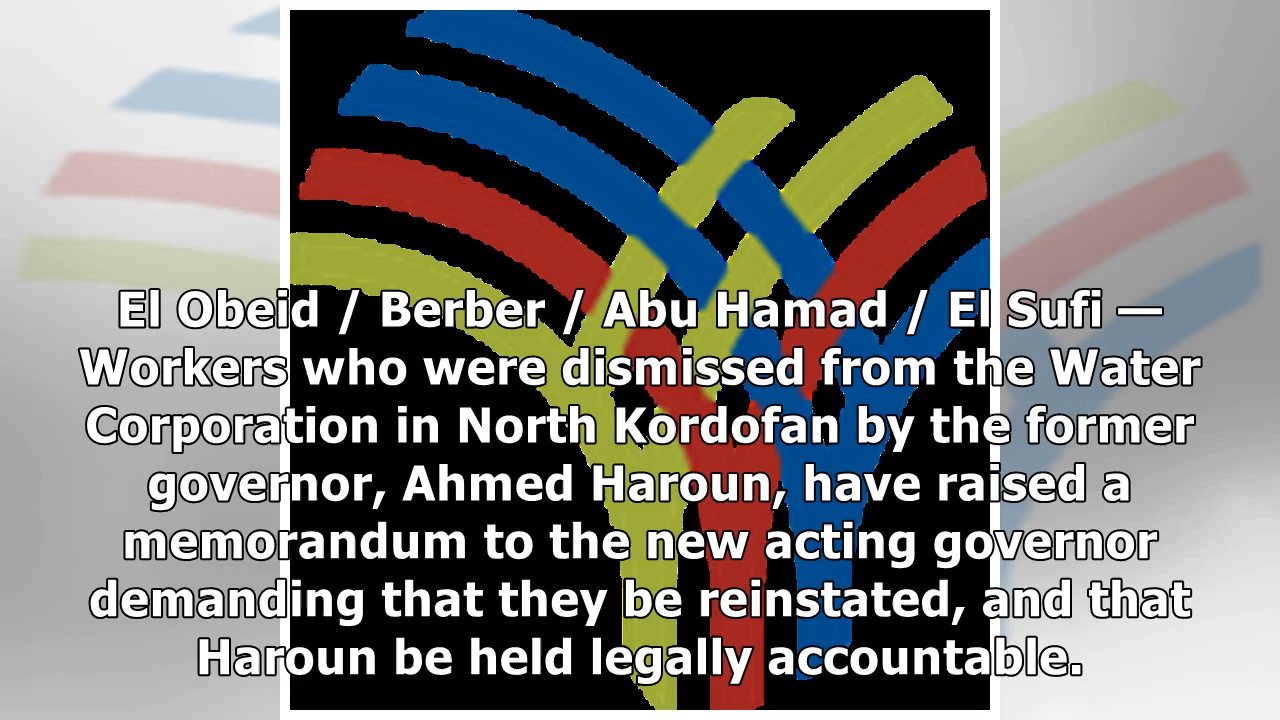 El Obeid / Berber / Abu Hamad / El Sufi —
Workers who were dismissed from the Water
Corporation in North Kordofan by the former
governor, Ahmed Haroun, have raised a
memorandum to the new acting governor
demanding that they be reinstated, and that
Haroun be held legally accountable.